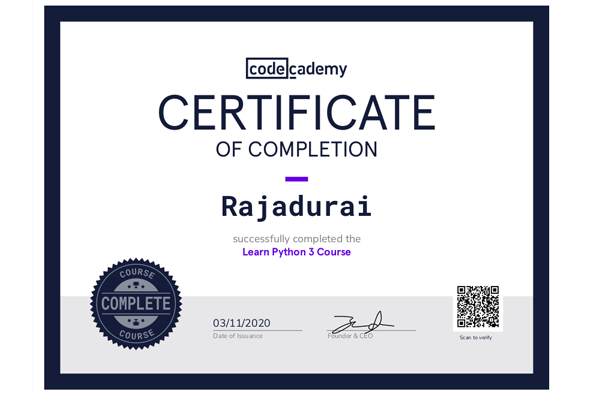 codecademy
CERTIFICATE
OF COMPLETION
Rajadurai
successfully completed the
Learn Python 3 Course
COURSE
COMPLETE
COURSE
03/11/2020
Date of Issuance
Founder & CEO
Scan to verify